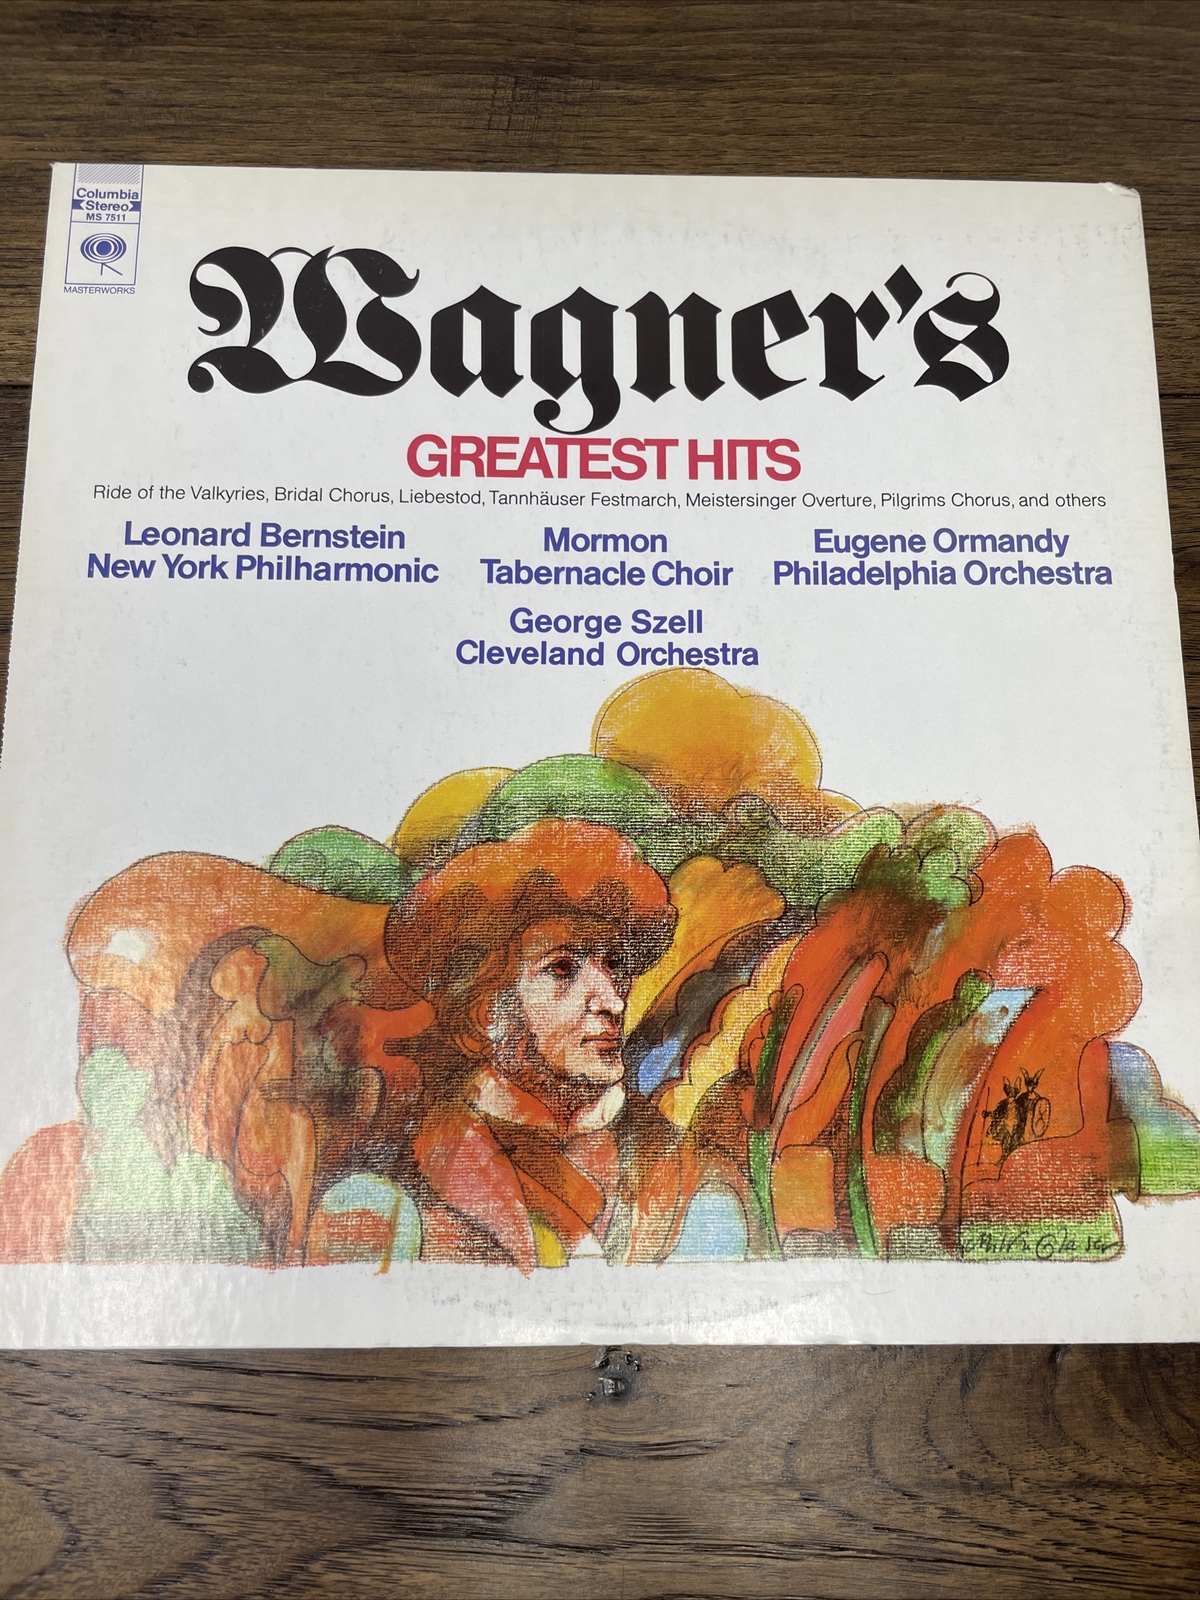 Columbia
Stereo
MS 7511
MASTERWORKS
Wagner's
GREATEST HITS
Ride of the Valkyries, Bridal Chorus, Liebestod, Tannhäuser Festmarch, Meistersinger Overture, Pilgrims Chorus, and others
Leonard Bernstein
New York Philharmonic
Mormon
Tabernacle Choir
Eugene Ormandy
Philadelphia Orchestra
George Szell
Cleveland Orchestra
Milton Glaser